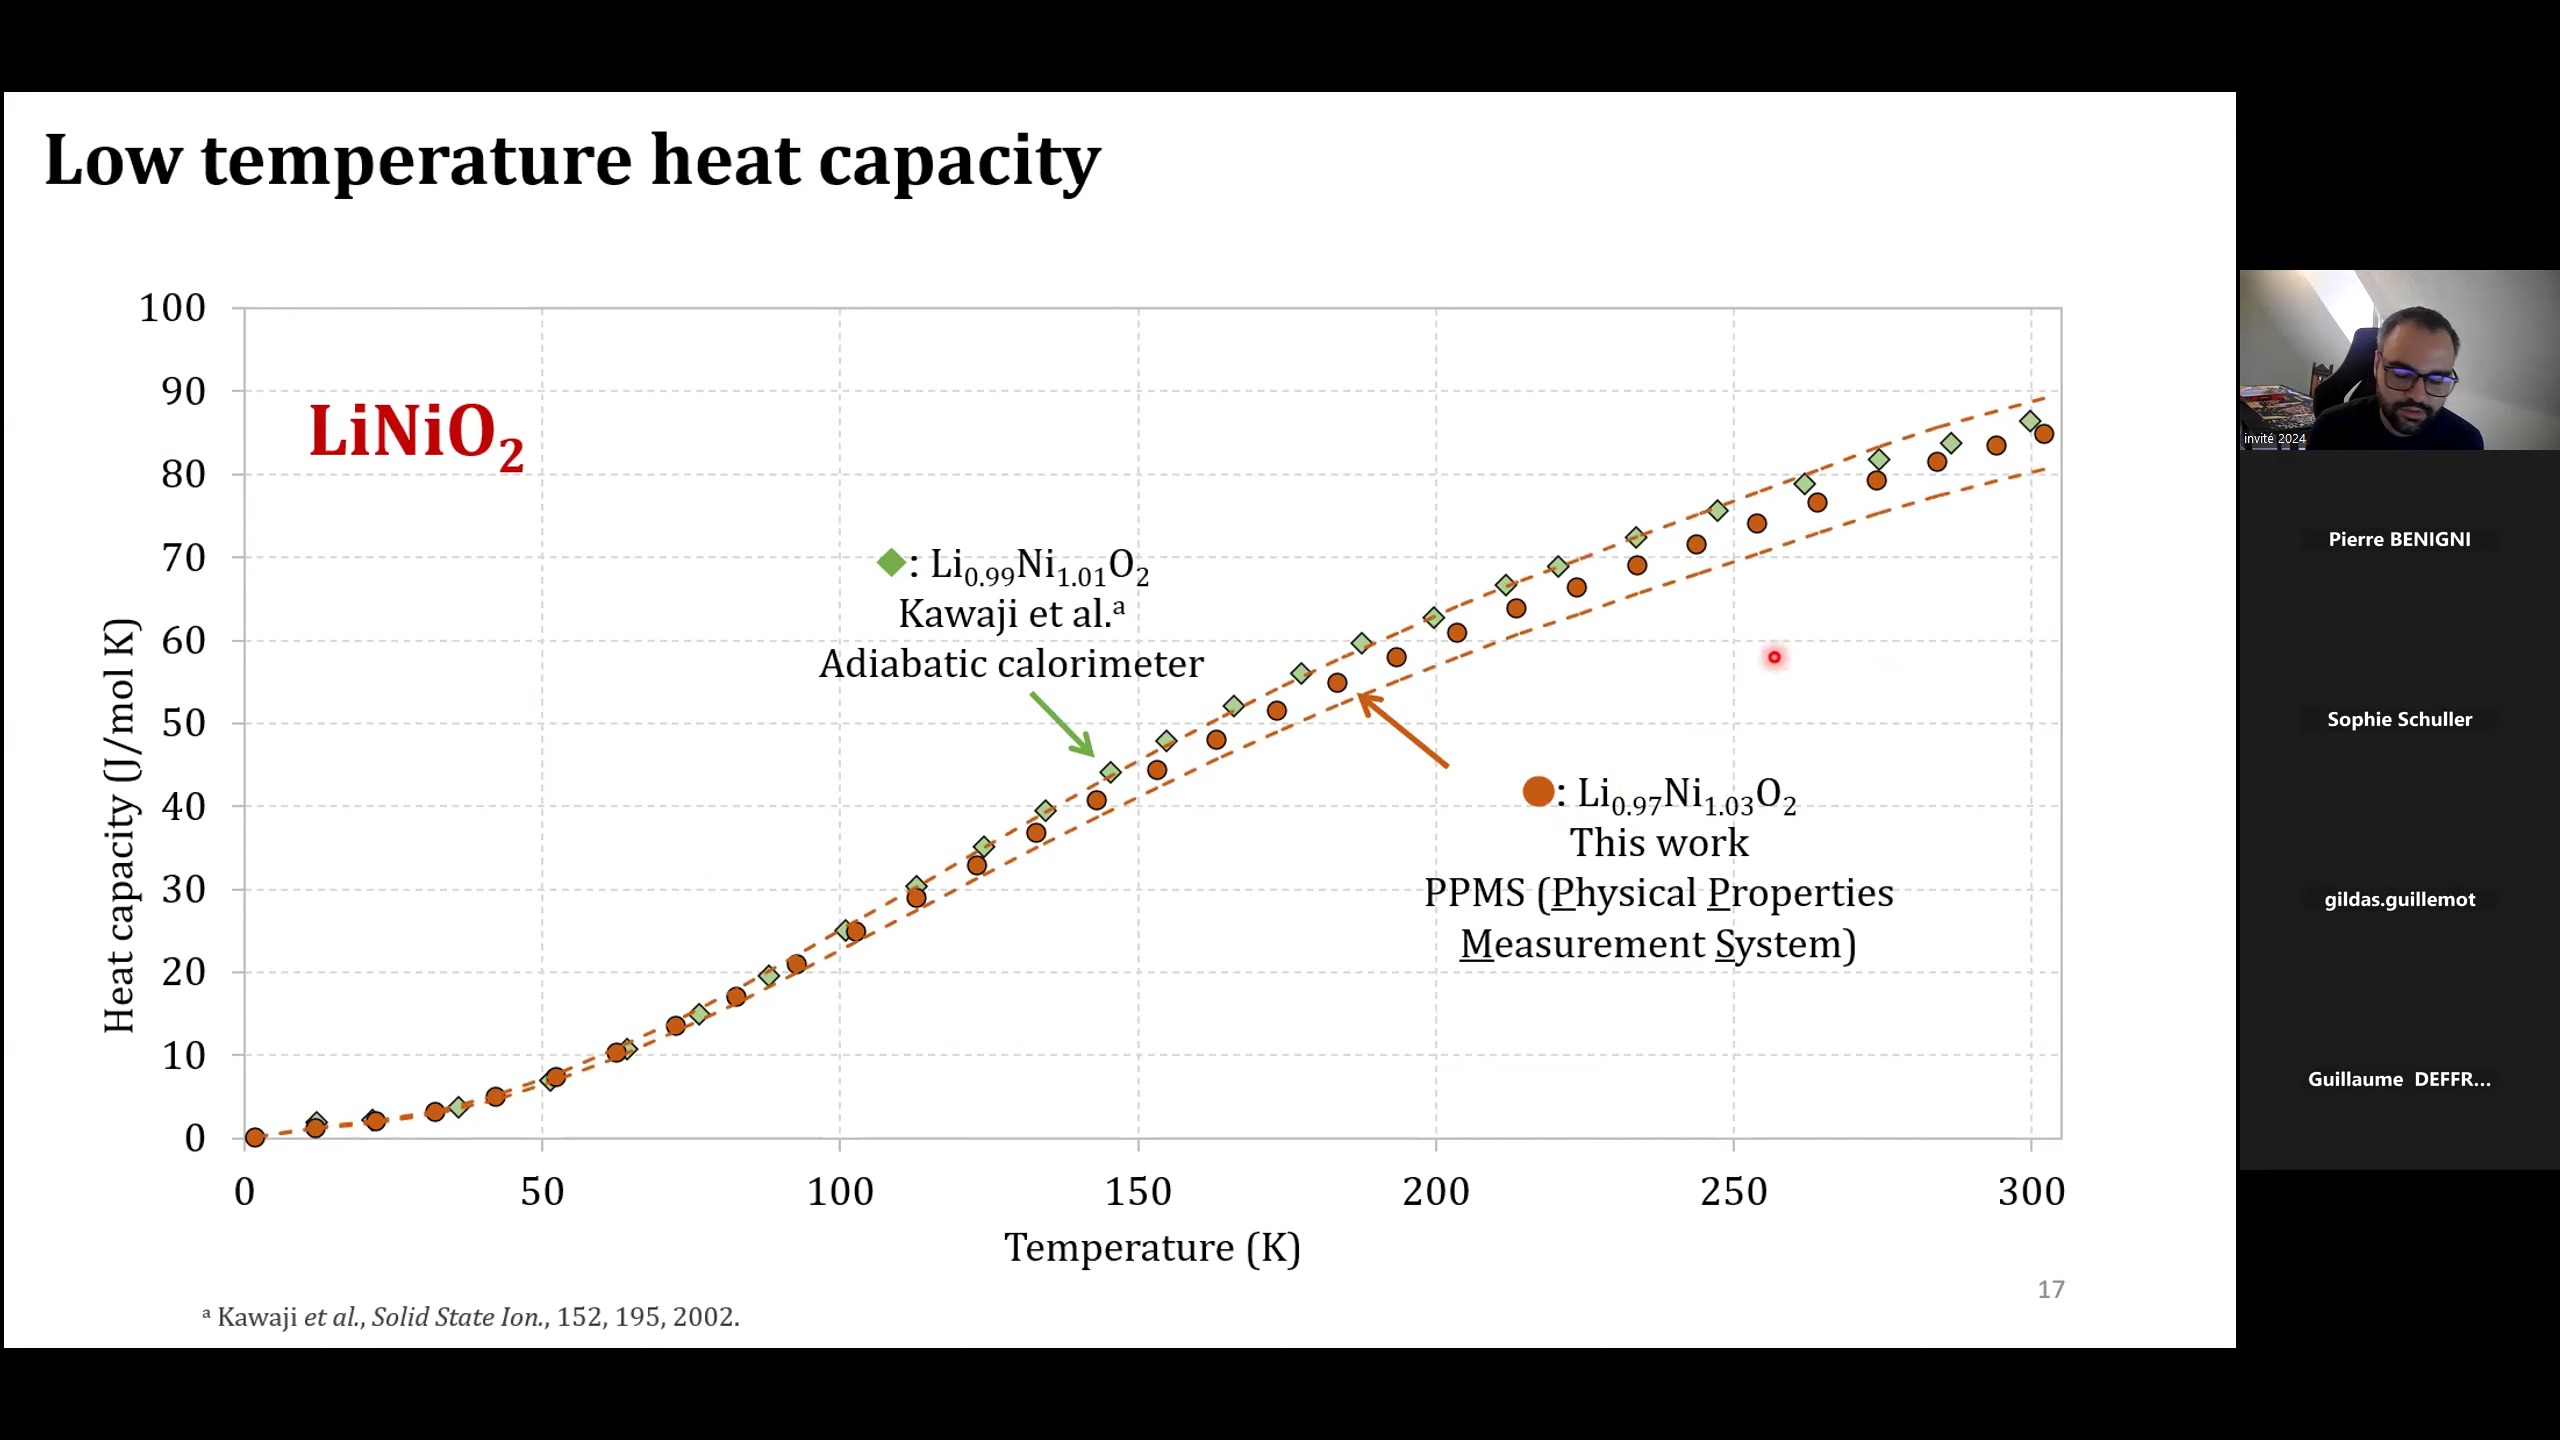 Low temperature heat capacity
100
90
80
70
60
50
40
30
20
10
0
Heat capacity (J/mol K)
LiNiO₂
: Li₀.₉₉Ni₁.₀₁O₂
Kawaji et al.ᵃ
Adiabatic calorimeter
: Li₀.₉₇Ni₁.₀₃O₂
This work
PPMS (Physical Properties
Measurement System)
0 50 100 150 200 250 300
Temperature (K)
17
ᵃ Kawaji et al., Solid State Ion., 152, 195, 2002.
invité 2024
Pierre BENIGNI
Sophie Schuller
gildas.guillemot
Guillaume DEFFR...